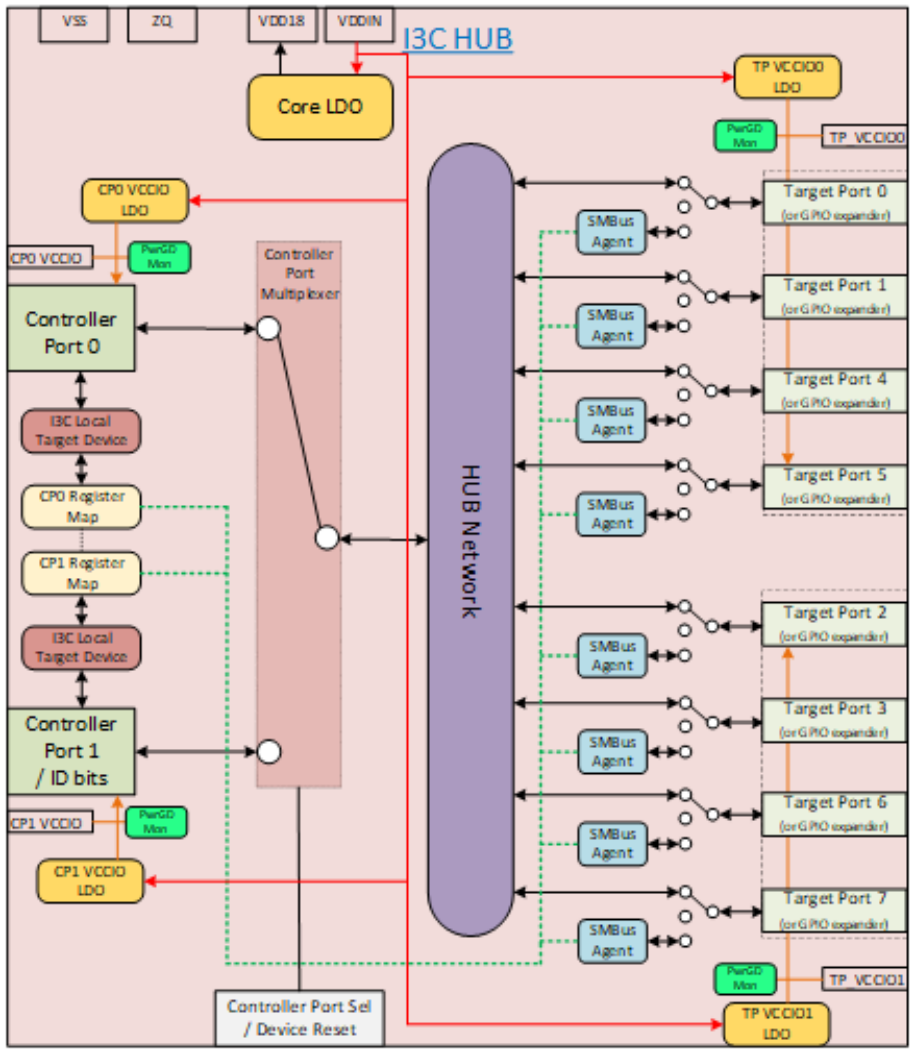 VSS
ZQ
VDD18
VDDIN
I3C HUB
Core LDO
TP VCCIO0
LDO
PwrGD
Mon
TP_VCCIO0
CP0 VCCIO
LDO
CP0 VCCIO
PwrGD
Mon
Controller
Port 0
I3C Local
Target Device
CP0 Register
Map
CP1 Register
Map
I3C Local
Target Device
Controller
Port 1
/ ID bits
CP1 VCCIO
PwrGD
Mon
CP1 VCCIO
LDO
Controller
Port
Multiplexer
Controller Port Sel
/ Device Reset
HUB Network
SMBus
Agent
Target Port 0
(or GPIO expander)
SMBus
Agent
Target Port 1
(or GPIO expander)
SMBus
Agent
Target Port 4
(or GPIO expander)
SMBus
Agent
Target Port 5
(or GPIO expander)
SMBus
Agent
Target Port 2
(or GPIO expander)
SMBus
Agent
Target Port 3
(or GPIO expander)
SMBus
Agent
Target Port 6
(or GPIO expander)
SMBus
Agent
Target Port 7
(or GPIO expander)
PwrGD
Mon
TP_VCCIO1
TP VCCIO1
LDO